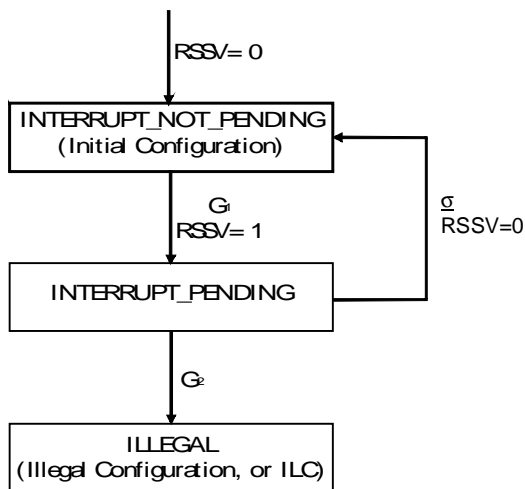 RSSV= 0
INTERRUPT_NOT_PENDING
(Initial Configuration)
G1
RSSV= 1
σ
RSSV=0
INTERRUPT_PENDING
G2
ILLEGAL
(Illegal Configuration, or ILC)